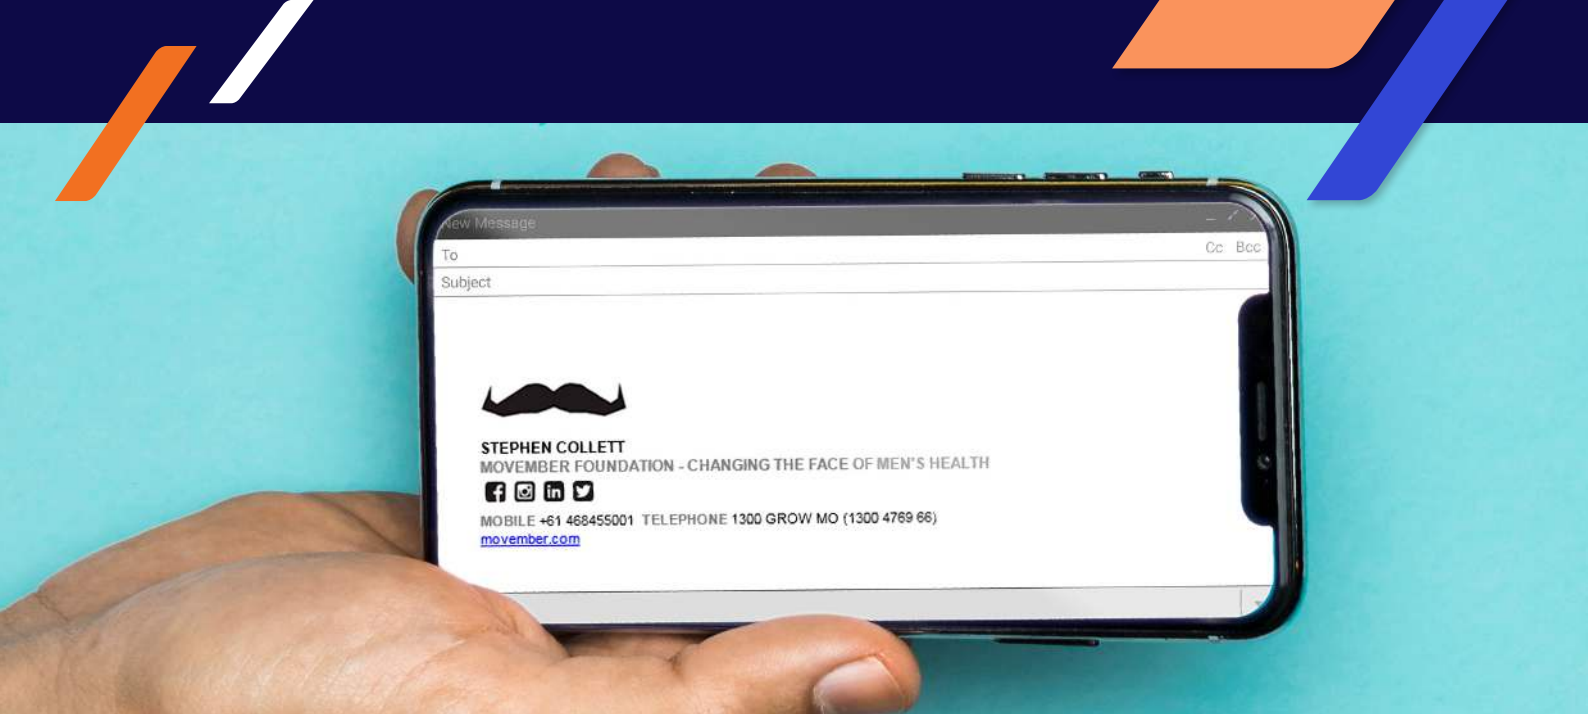 New Message
To Cc Bcc
Subject
STEPHEN COLLETT
MOVEMBER FOUNDATION - CHANGING THE FACE OF MEN'S HEALTH
MOBILE +61 468455001 TELEPHONE 1300 GROW MO (1300 4769 66)
movember.com